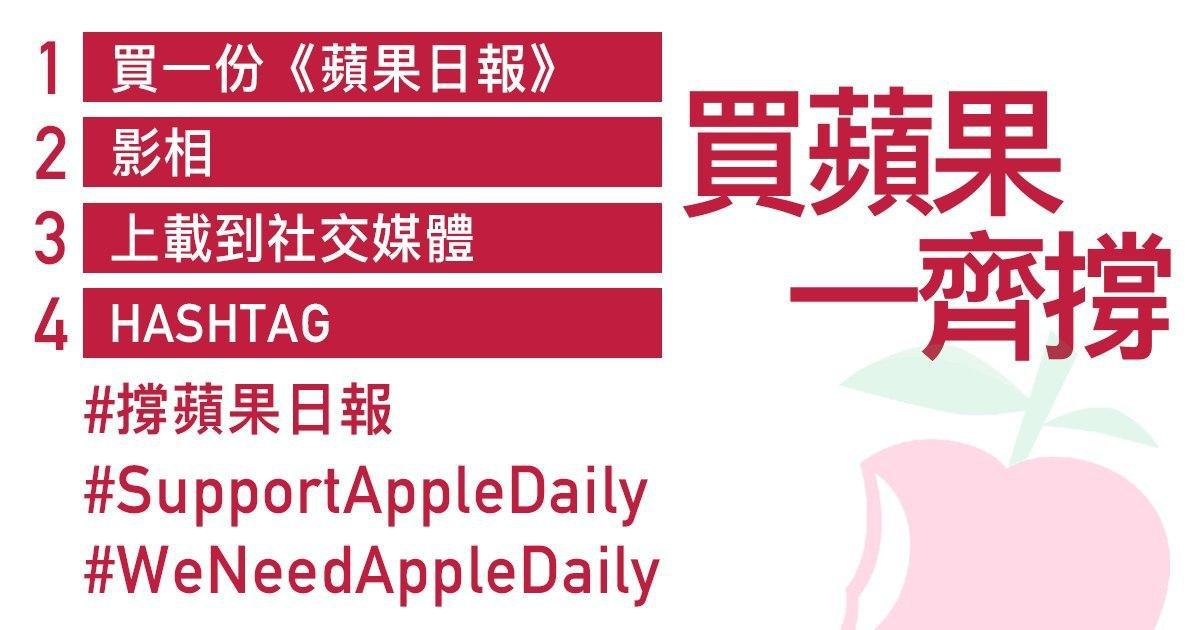 1 買一份《蘋果日報》
2 影相
3 上載到社交媒體
4 HASHTAG
#撐蘋果日報
#SupportAppleDaily
#WeNeedAppleDaily
買蘋果
一齊撐